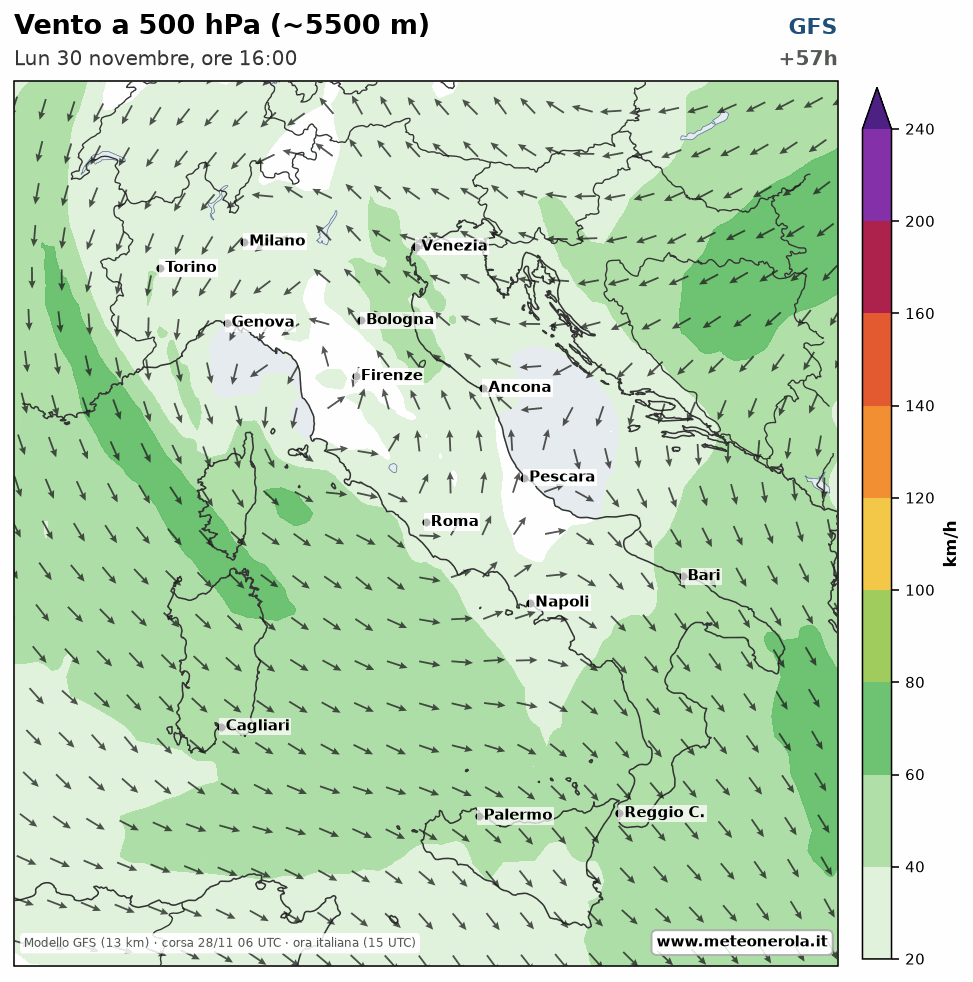 Vento a 500 hPa (~5500 m)
GFS
Lun 30 novembre, ore 16:00
+57h
Milano
Venezia
Torino
Genova
Bologna
Firenze
Ancona
Pescara
Roma
Bari
Napoli
Cagliari
Palermo
Reggio C.
240
220
200
160
140
120
100
80
60
40
20
km/h
Modello GFS (13 km) · corsa 28/11 06 UTC · ora italiana (15 UTC)
www.meteonerola.it